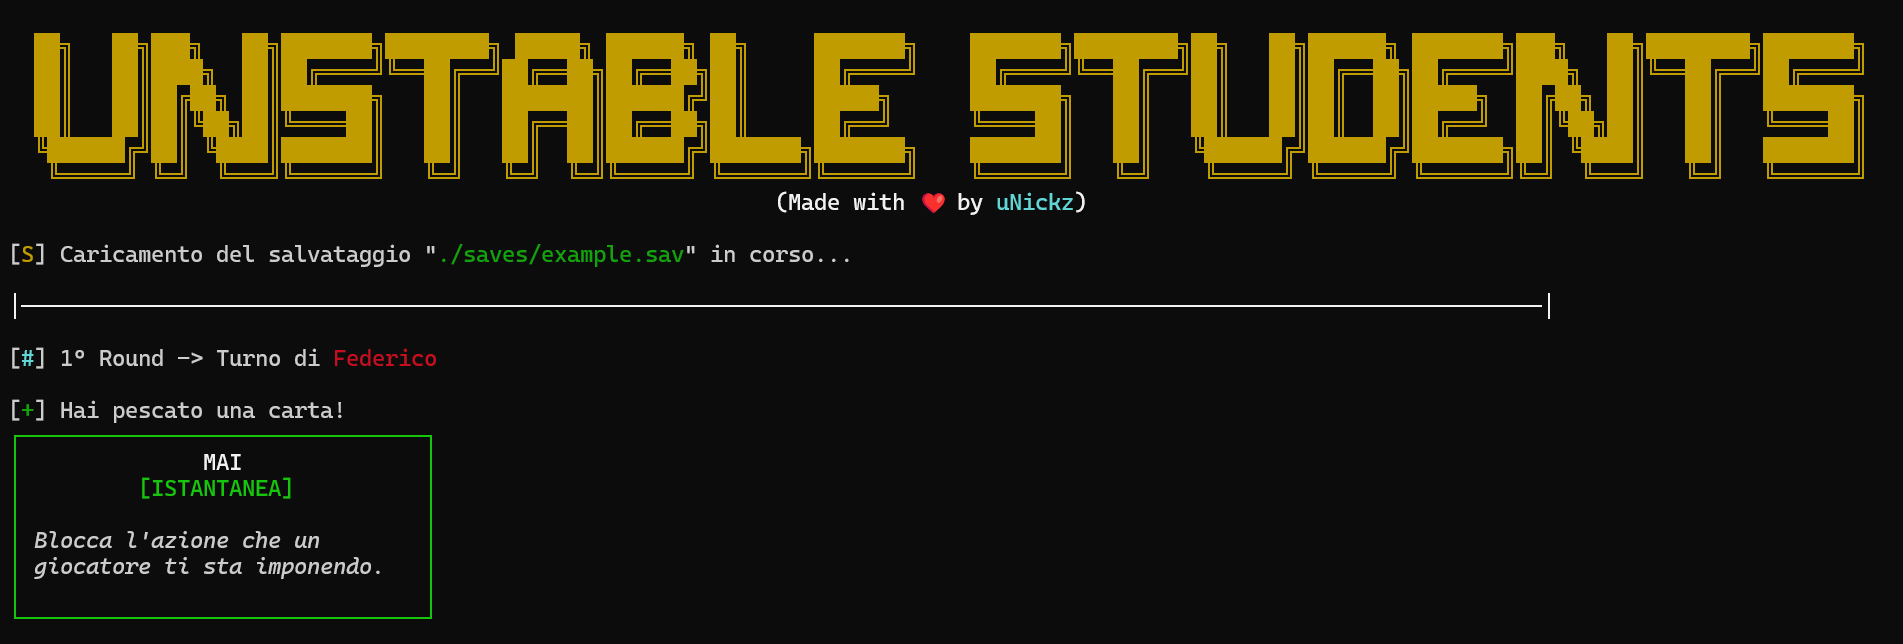 UNSTABLE STUDENTS
(Made with ❤️ by uNickz)
[S] Caricamento del salvataggio "./saves/example.sav" in corso...
[#] 1° Round -> Turno di Federico
[+] Hai pescato una carta!
MAI
[ISTANTANEA]
Blocca l'azione che un
giocatore ti sta imponendo.